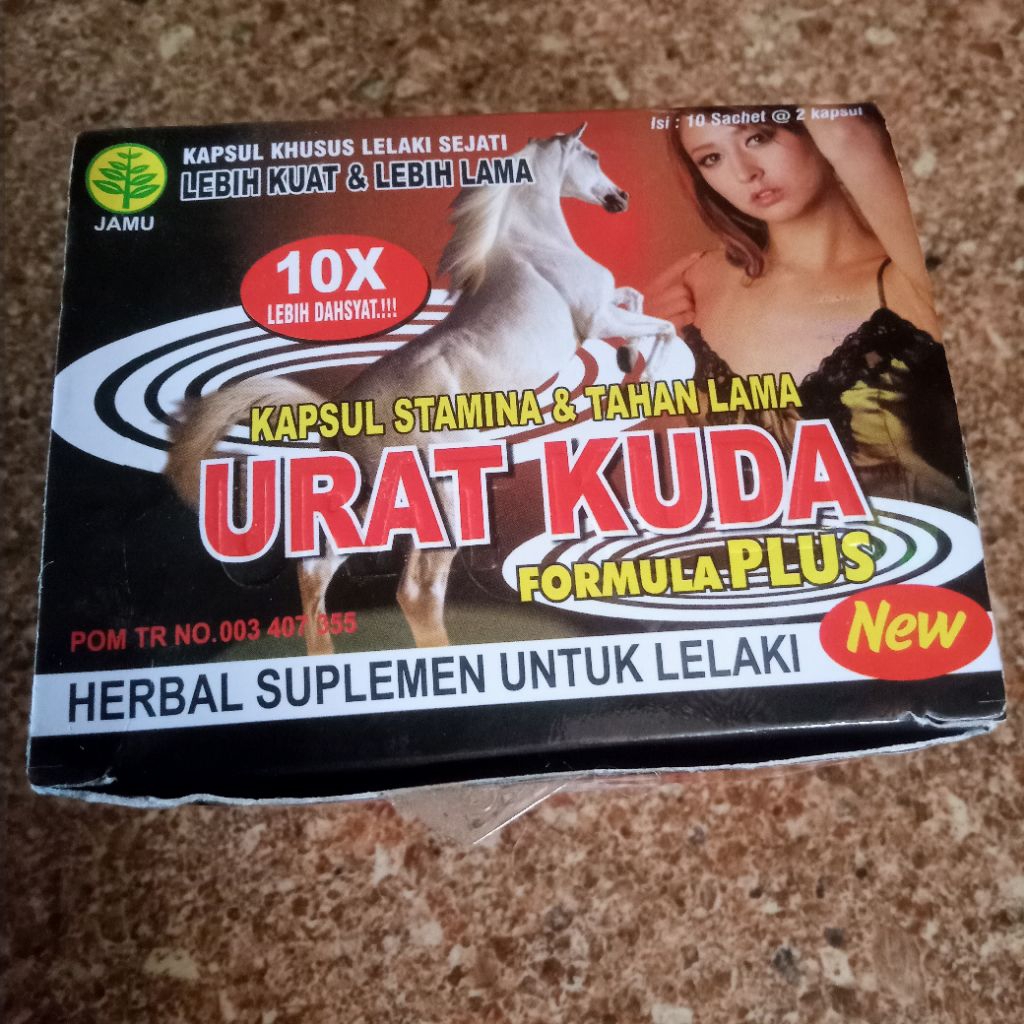 Isi : 10 Sachet @ 2 kapsul
KAPSUL KHUSUS LELAKI SEJATI
LEBIH KUAT & LEBIH LAMA
JAMU
10X
LEBIH DAHSYAT.!!!
KAPSUL STAMINA & TAHAN LAMA
URAT KUDA
FORMULA PLUS
New
POM TR NO.003 407 355
HERBAL SUPLEMEN UNTUK LELAKI